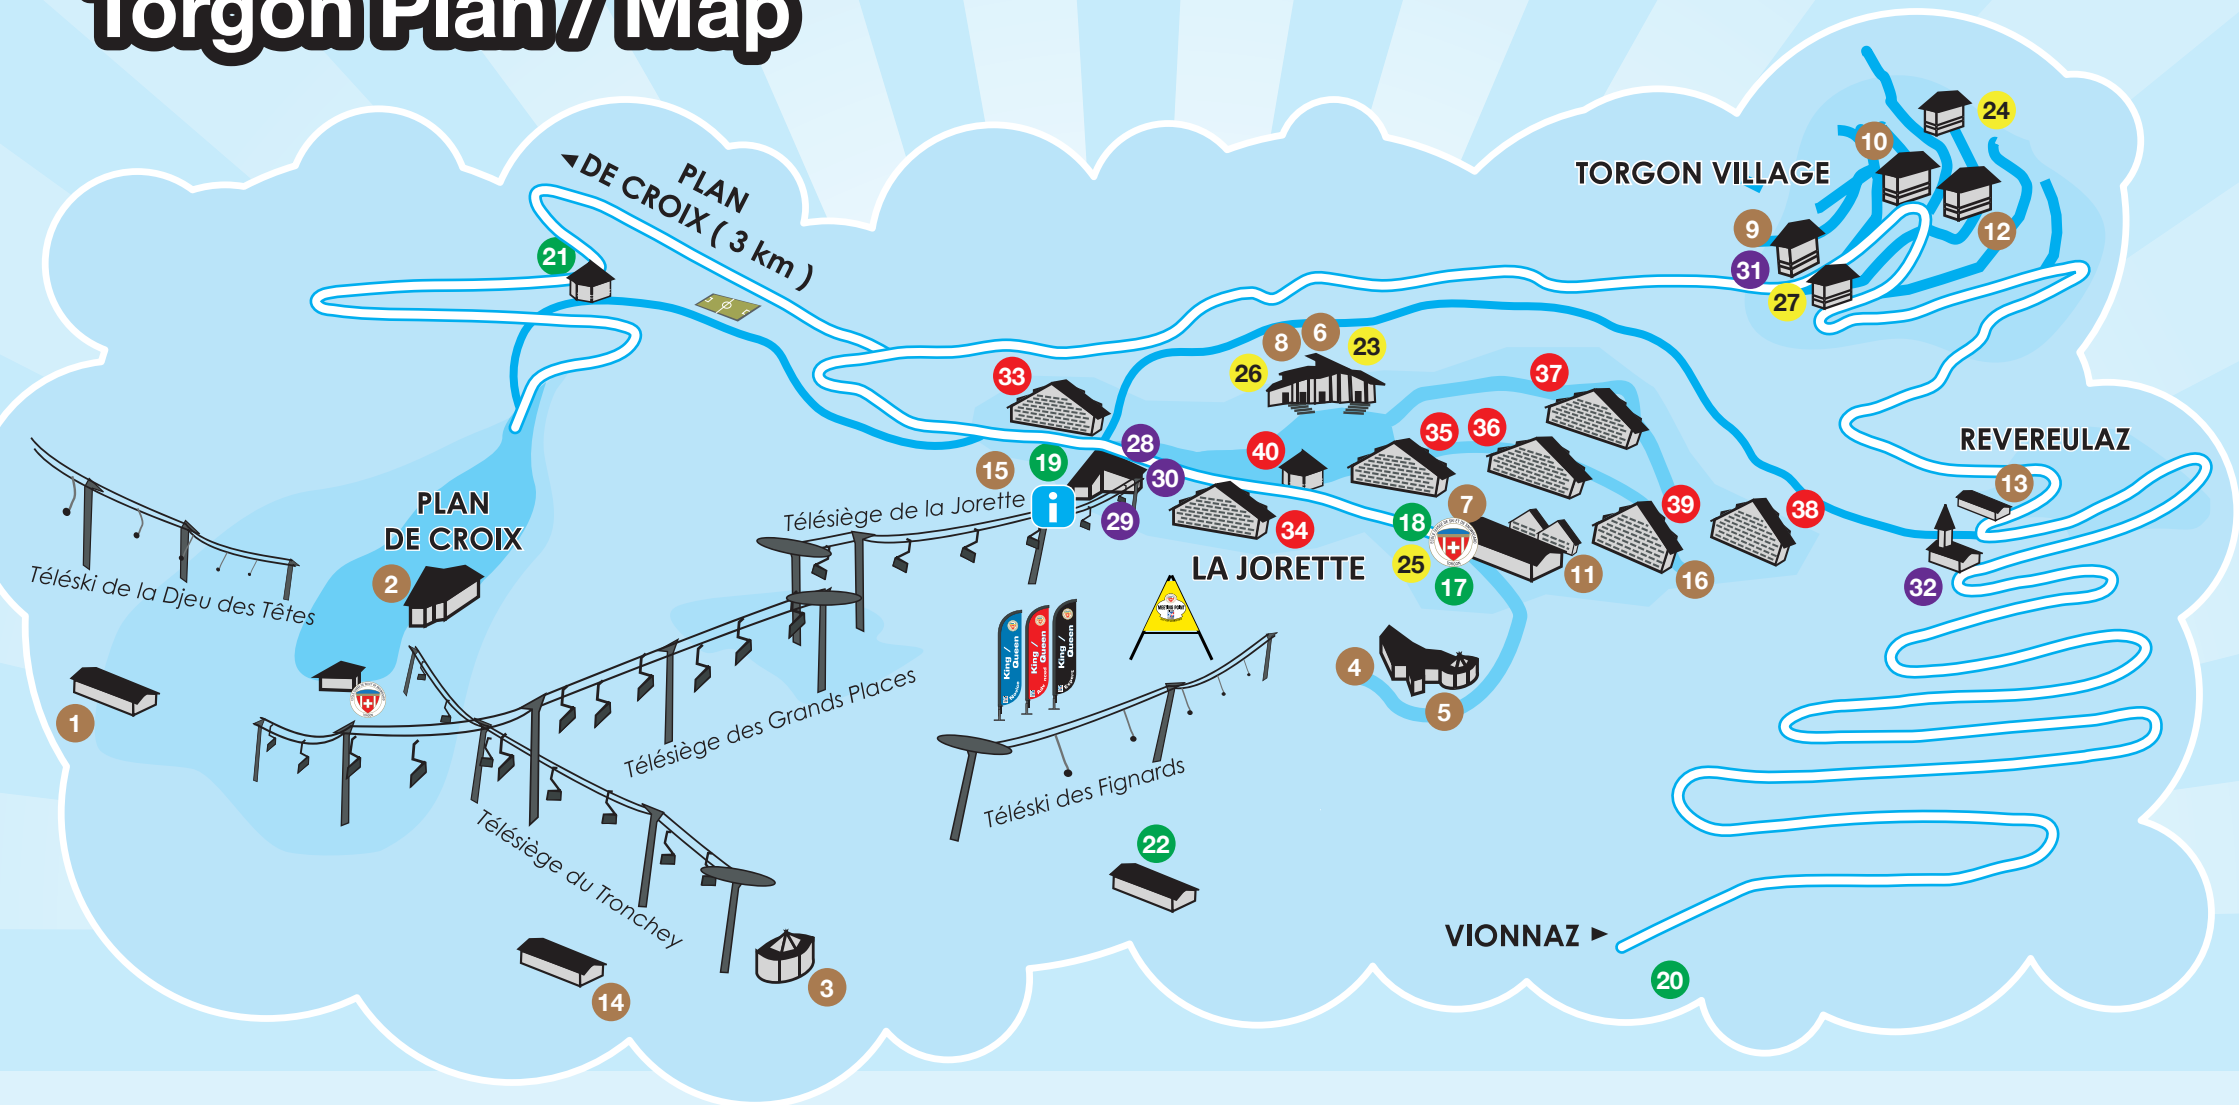 Torgon Plan / Map
PLAN
◄ DE CROIX ( 3 km )
TORGON VILLAGE
24
10
9
12
31
27
21
8
6
23
26
33
37
35
36
40
28
19
15
30
29
Télésiège de la Jorette
i
34
LA JORETTE
7
18
25
17
11
39
16
38
REVEREULAZ
13
32
PLAN
DE CROIX
2
Téléski de la Djeu des Têtes
1
Télésiège des Grands Places
King /
Queen
King /
Queen
King /
Queen
MEETING POINT
4
5
Téléski des Fignards
Télésiège du Tronchey
22
14
3
VIONNAZ ►
20